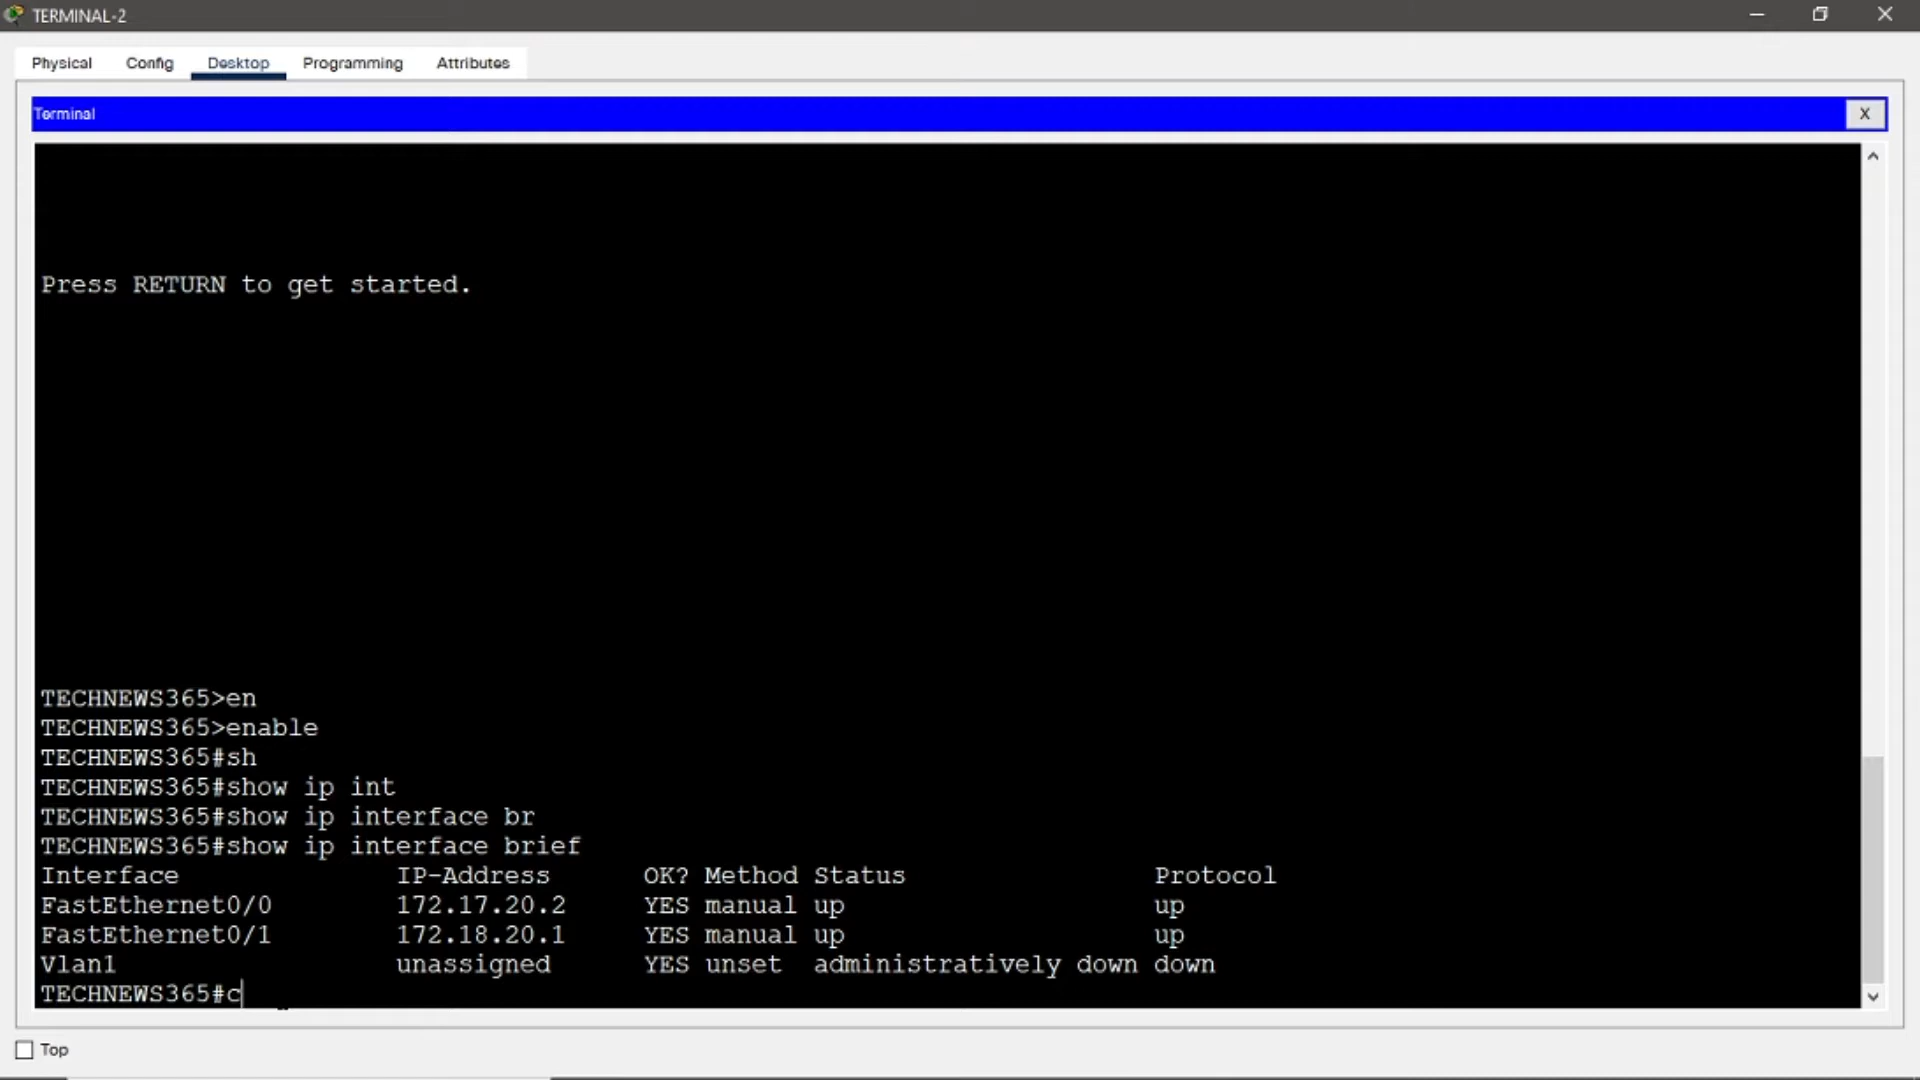 TERMINAL-2
Physical Config Desktop Programming Attributes
Terminal X
Press RETURN to get started.
TECHNEWS365>en
TECHNEWS365>enable
TECHNEWS365#sh
TECHNEWS365#show ip int
TECHNEWS365#show ip interface br
TECHNEWS365#show ip interface brief
Interface IP-Address OK? Method Status Protocol
FastEthernet0/0 172.17.20.2 YES manual up up
FastEthernet0/1 172.18.20.1 YES manual up up
Vlan1 unassigned YES unset administratively down down
TECHNEWS365#c
Top